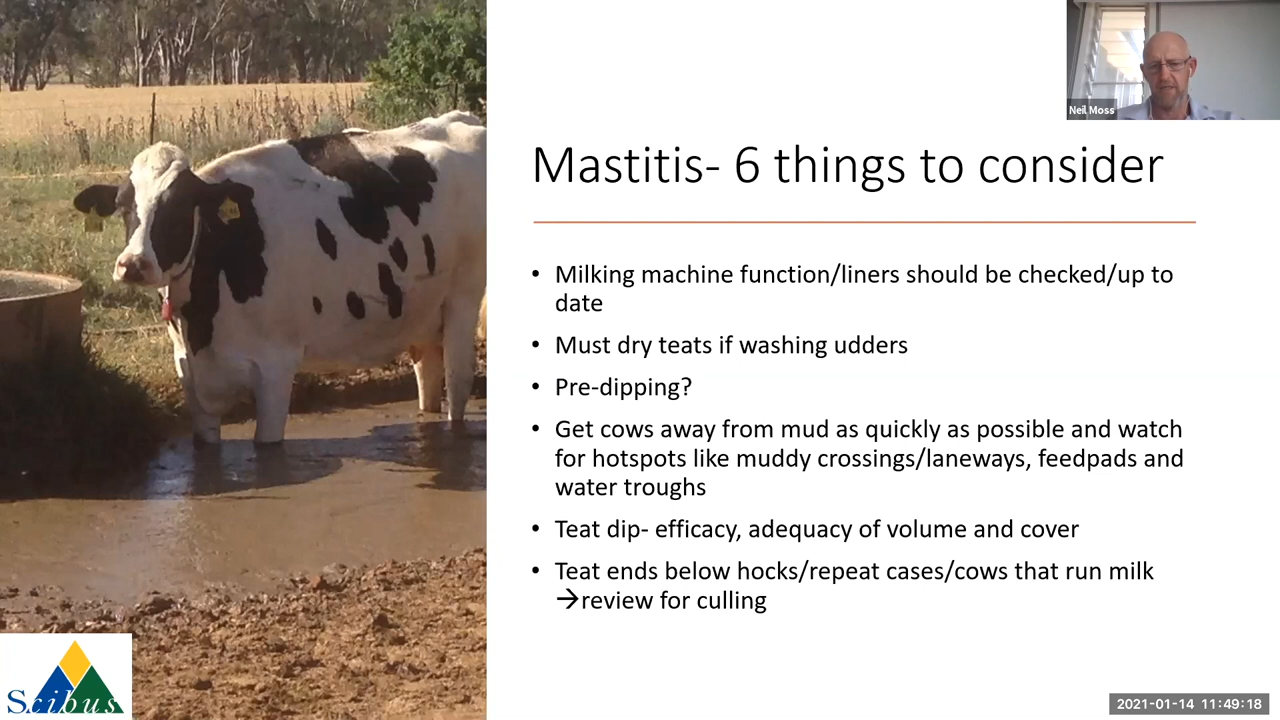 Neil Moss
Mastitis- 6 things to consider
• Milking machine function/liners should be checked/up to
date
• Must dry teats if washing udders
• Pre-dipping?
• Get cows away from mud as quickly as possible and watch
for hotspots like muddy crossings/laneways, feedpads and
water troughs
• Teat dip- efficacy, adequacy of volume and cover
• Teat ends below hocks/repeat cases/cows that run milk
→review for culling
Scibus
2021-01-14 11:49:18